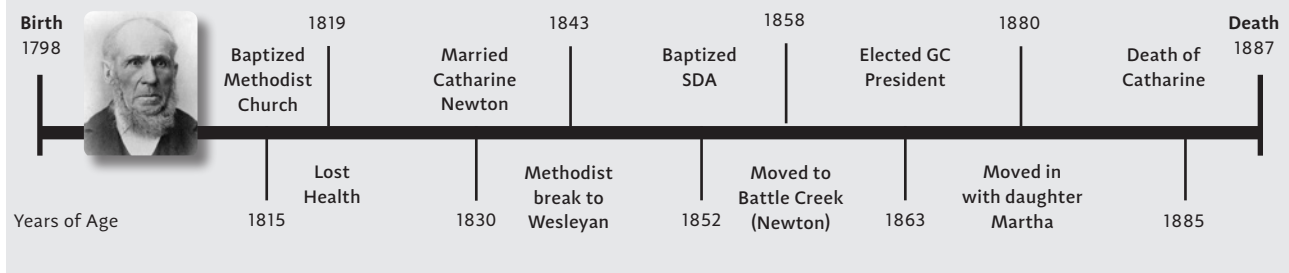 Birth
1798
Baptized
Methodist
Church
1815
1819
Lost
Health
Married
Catharine
Newton
1830
1843
Methodist
break to
Wesleyan
Baptized
SDA
1852
1858
Moved to
Battle Creek
(Newton)
Elected GC
President
1863
1880
Moved in
with daughter
Martha
Death of
Catharine
1885
Death
1887
Years of Age